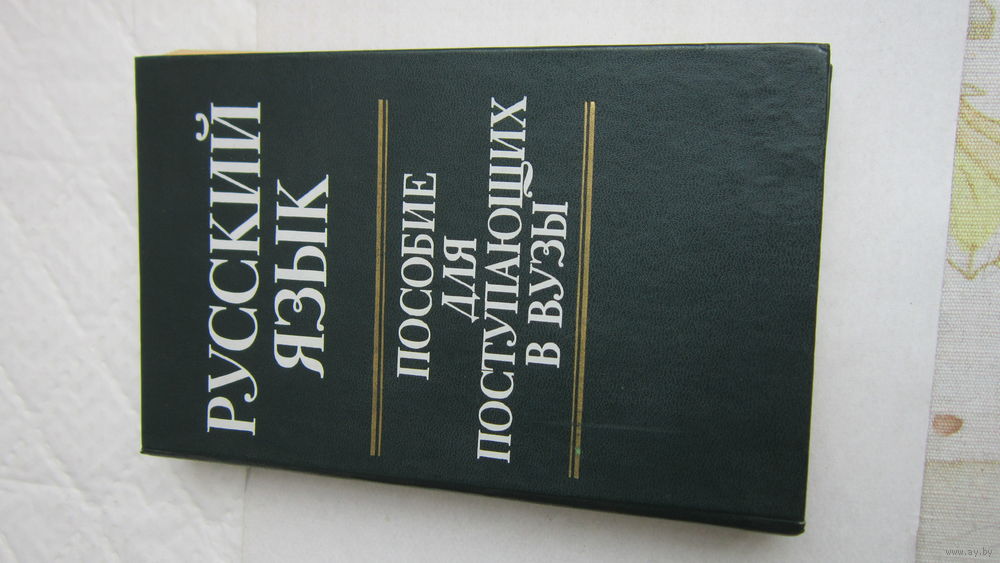 РУССКИЙ
ЯЗЫК
ПОСОБИЕ
ДЛЯ
ПОСТУПАЮЩИХ
В ВУЗЫ
www.ay.by